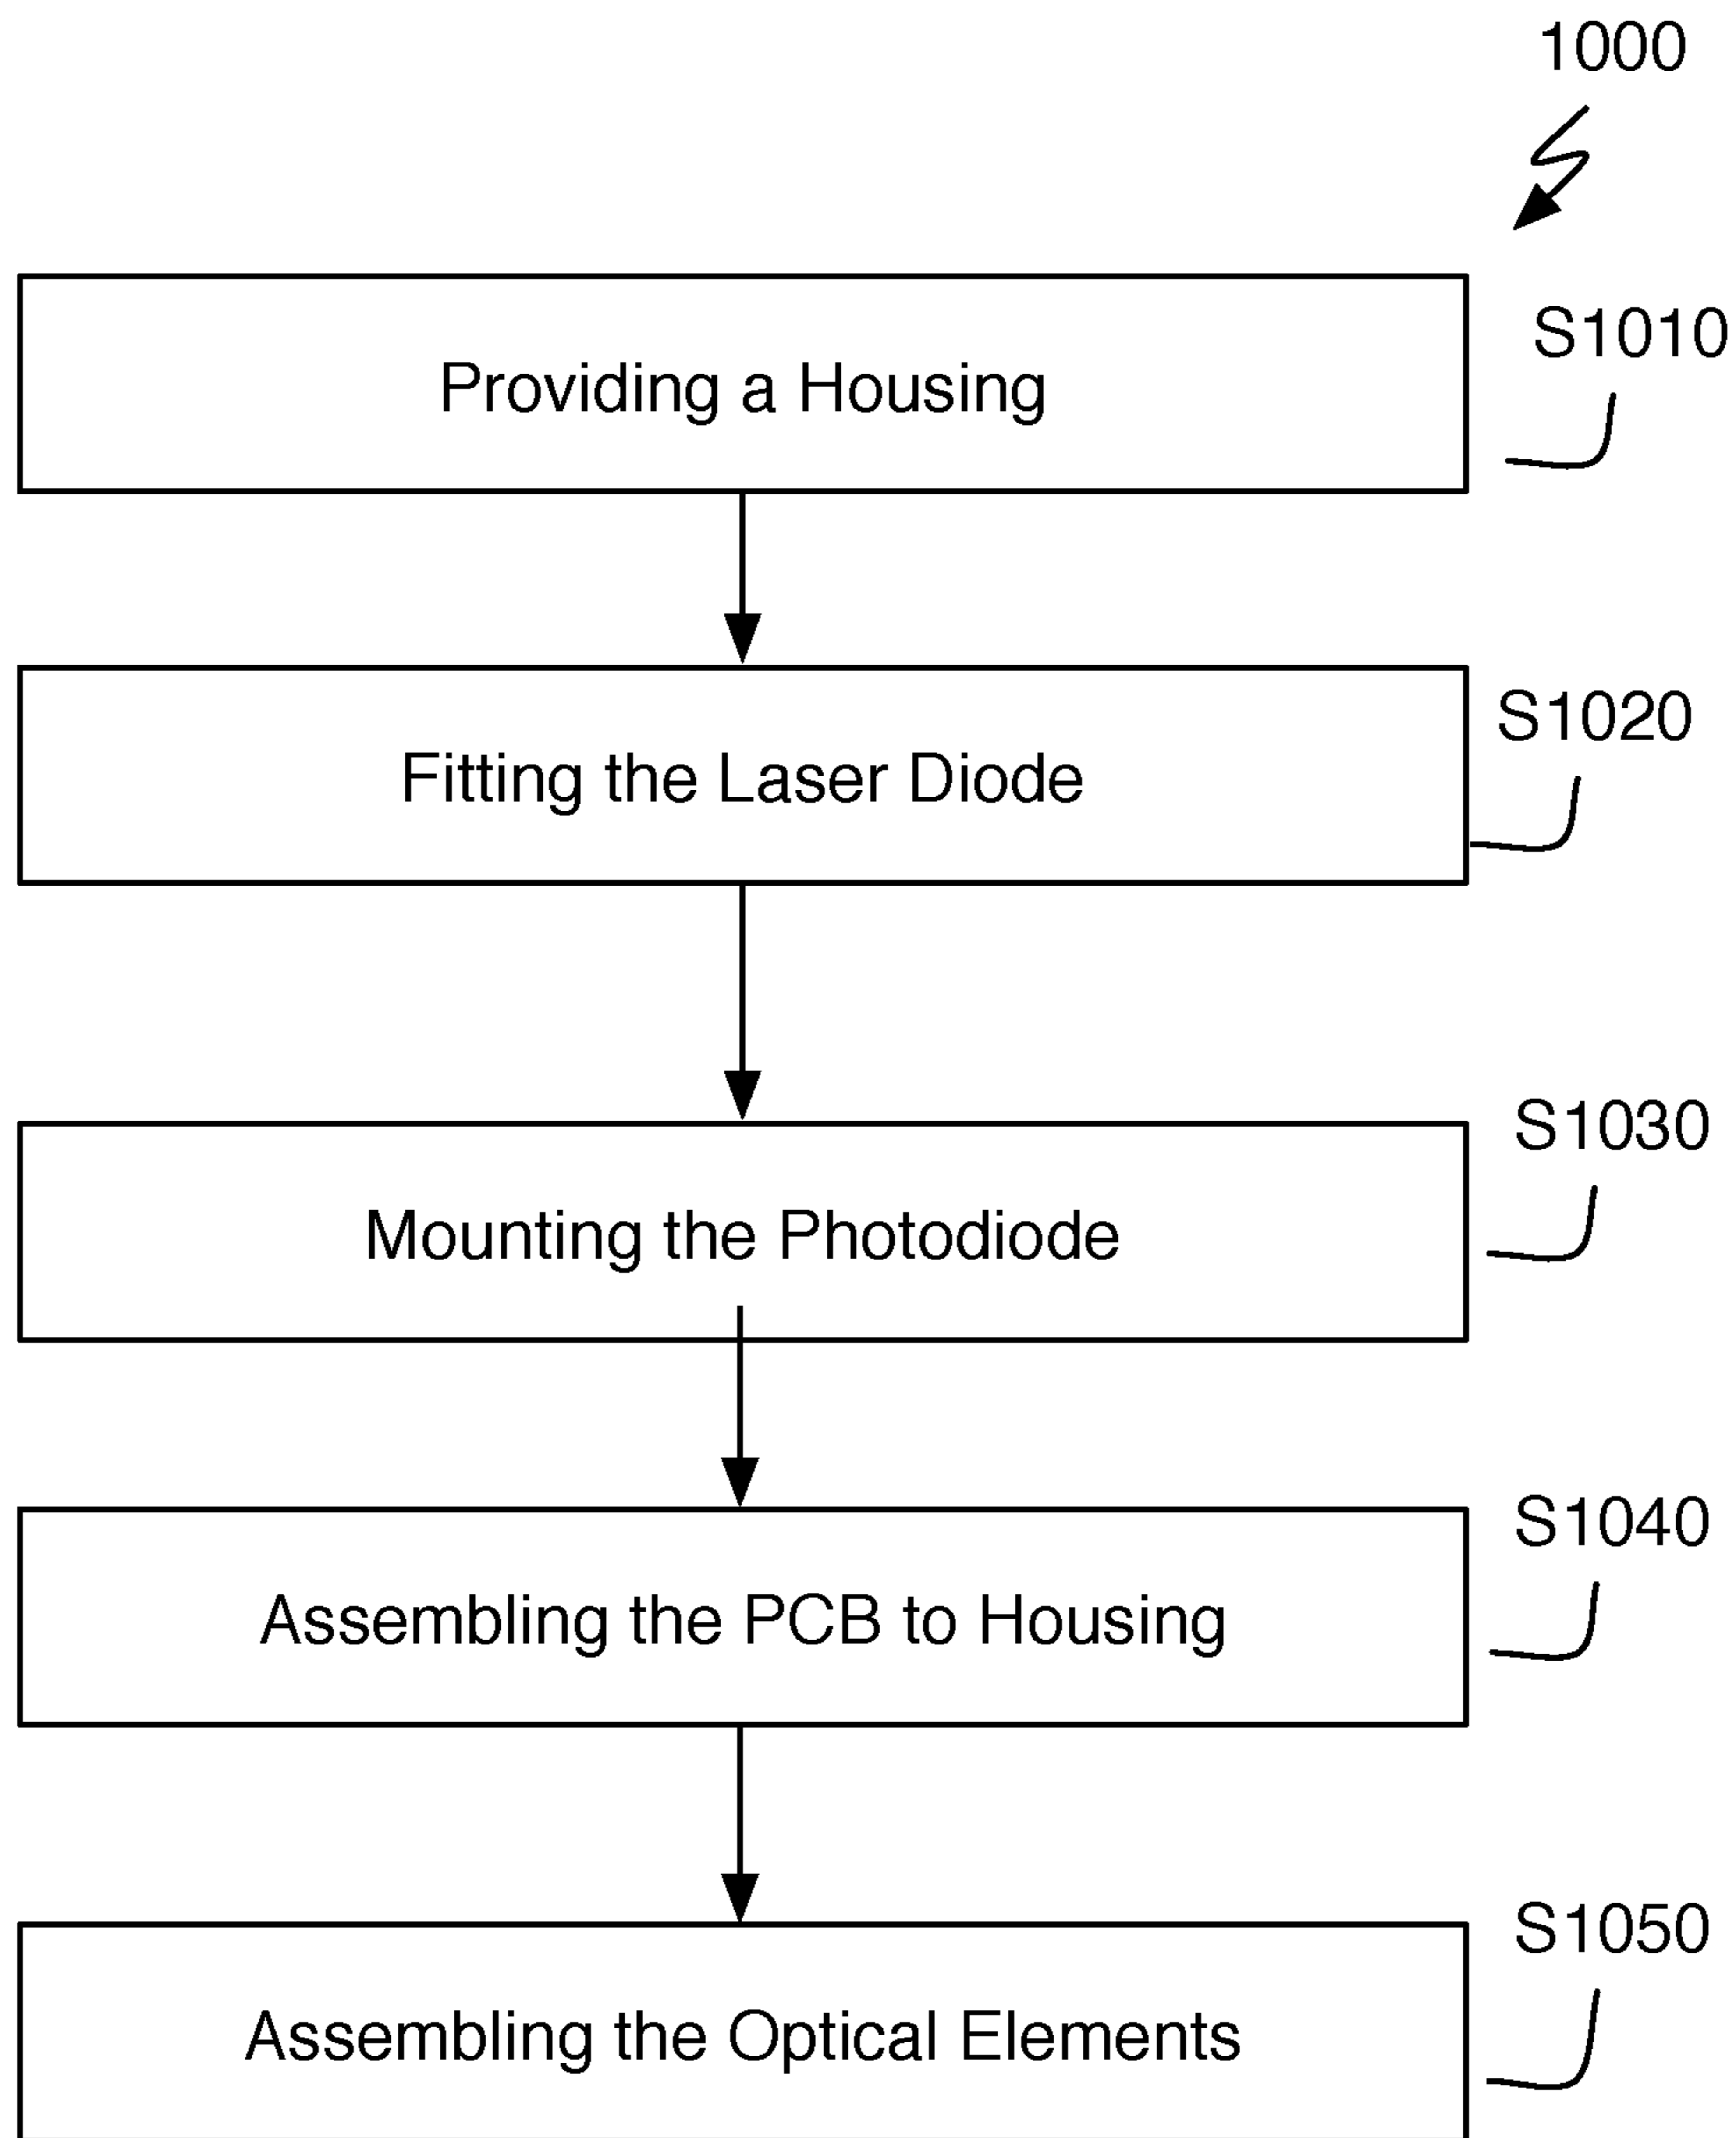 1000
S1010
Providing a Housing
S1020
Fitting the Laser Diode
S1030
Mounting the Photodiode
S1040
Assembling the PCB to Housing
S1050
Assembling the Optical Elements